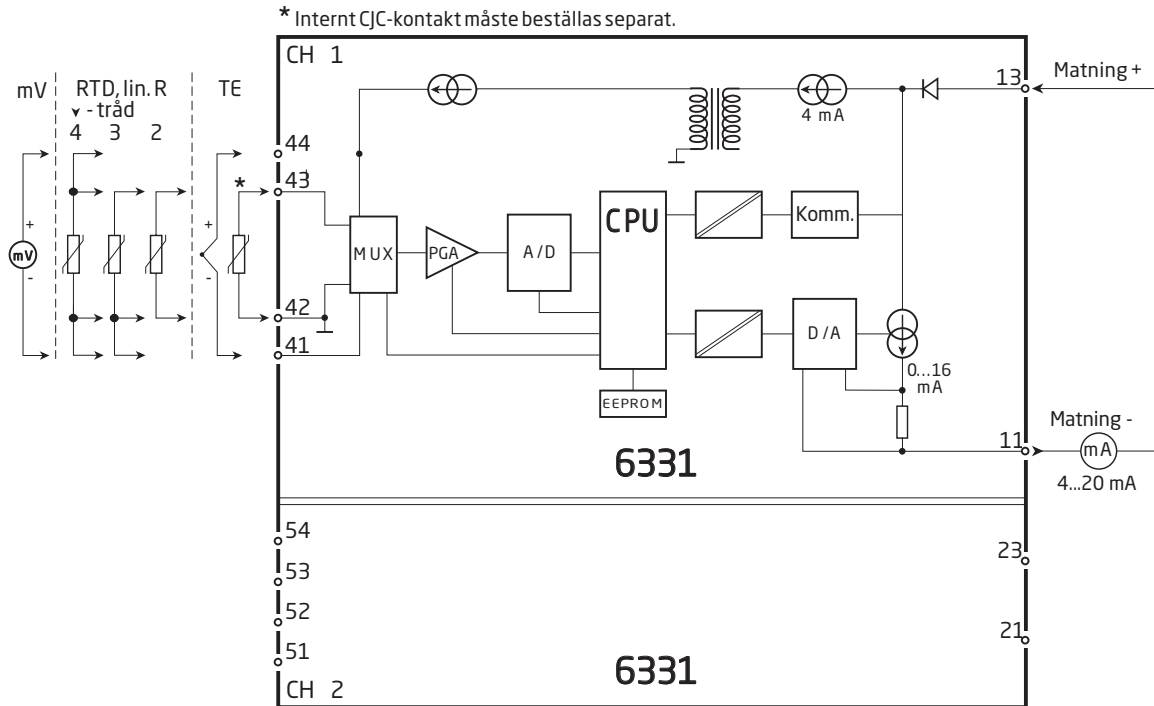 * Internt CJC-kontakt måste beställas separat.
CH 1
mV
RTD, lin. R
- tråd
4 3 2
TE
13
Matning +
4 mA
44
43
*
+
mV
-
+
-
MUX
PGA
A/D
CPU
Komm.
42
41
D/A
0...16
mA
EEPROM
Matning -
11
mA
4...20 mA
6331
54
53
52
51
23
21
6331
CH 2